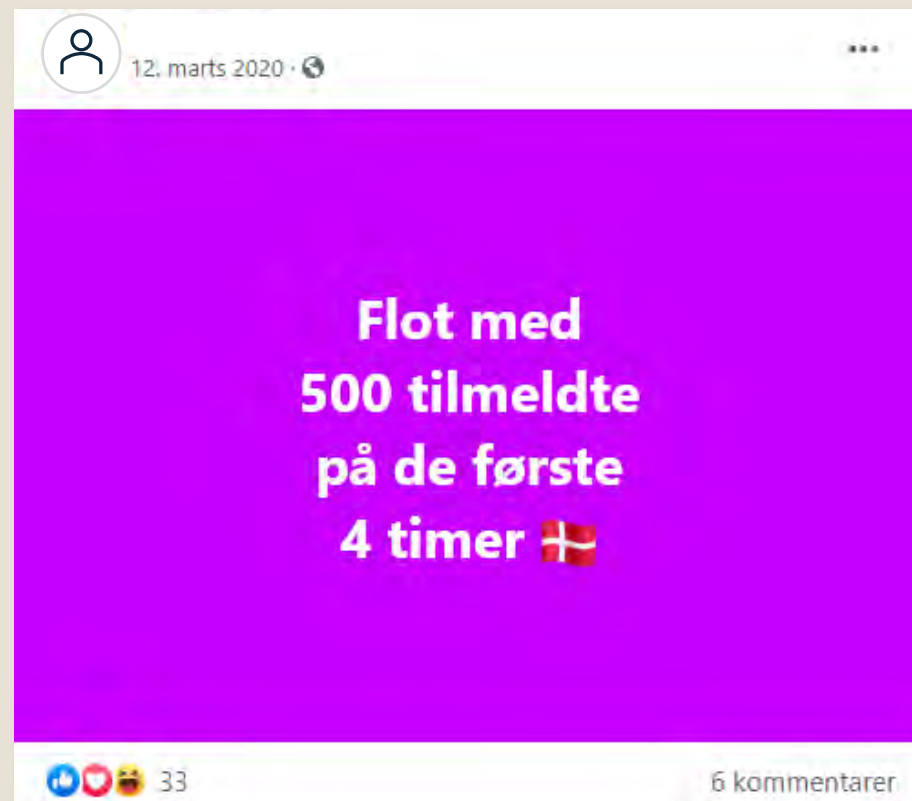 12. marts 2020 ·
Flot med
500 tilmeldte
på de første
4 timer 🇩🇰
33
6 kommentarer